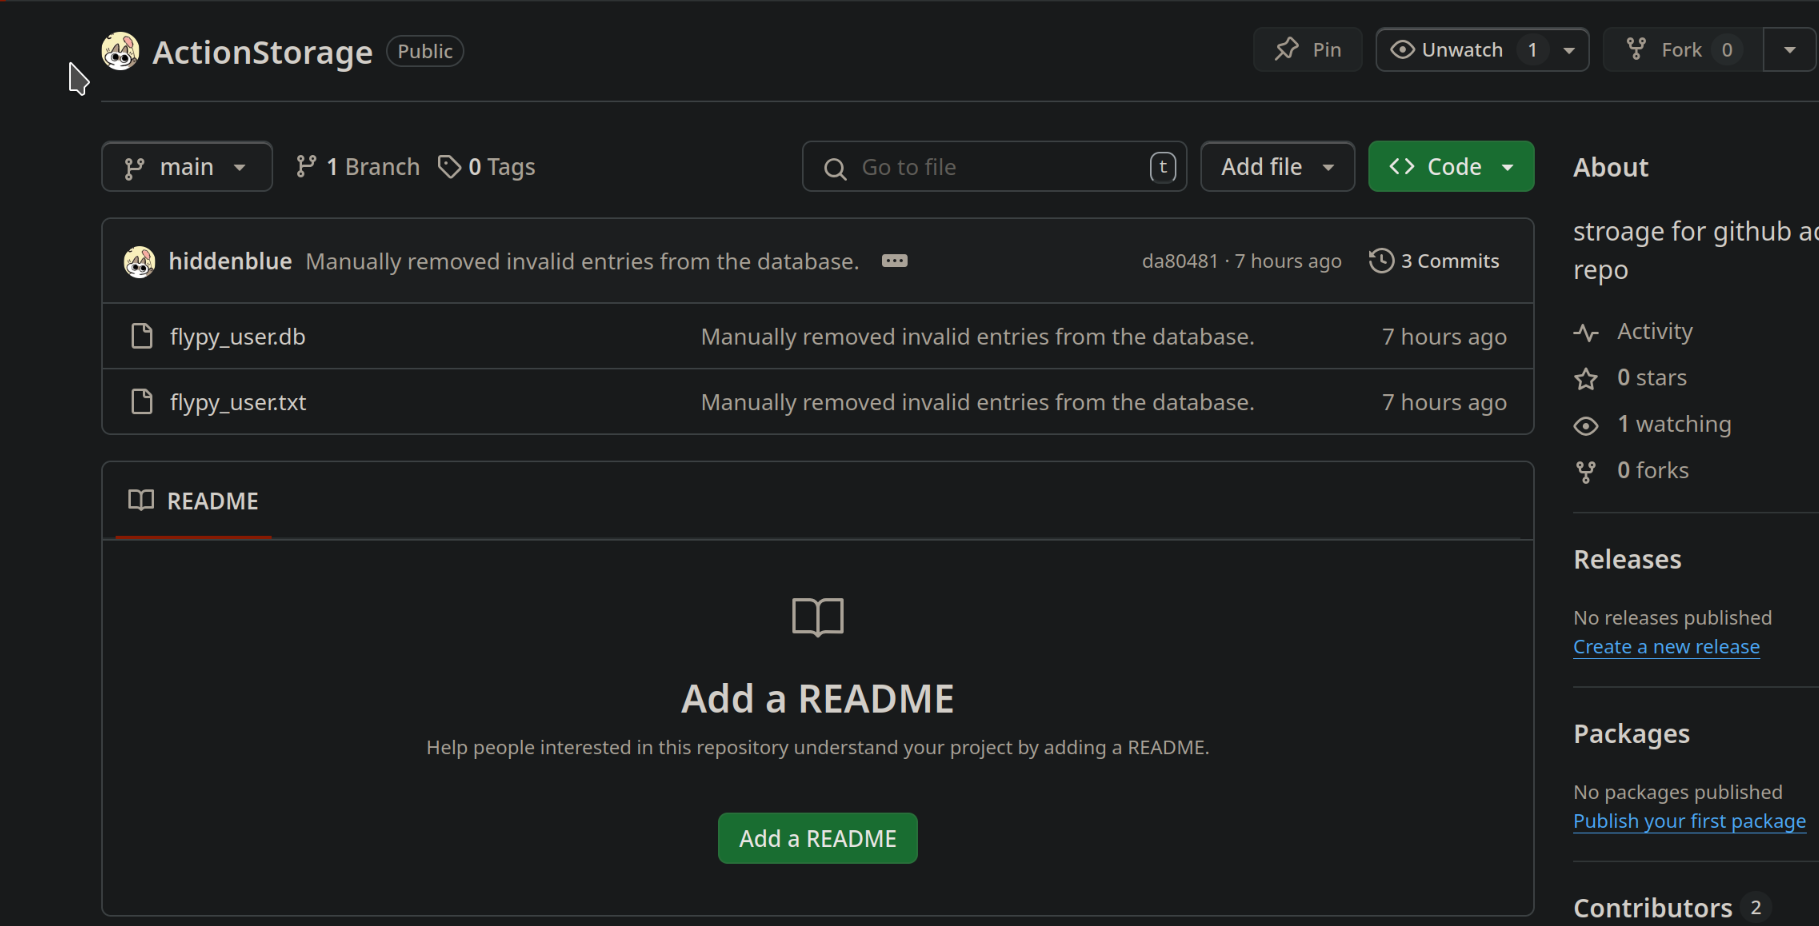 ActionStorage Public Pin Unwatch 1 Fork 0
main 1 Branch 0 Tags Go to file t Add file Code
hiddenblue Manually removed invalid entries from the database. da80481 · 7 hours ago 3 Commits
flypy_user.db Manually removed invalid entries from the database. 7 hours ago
flypy_user.txt Manually removed invalid entries from the database. 7 hours ago
README
Add a README
Help people interested in this repository understand your project by adding a README.
Add a README
About
stroage for github
repo
Activity
0 stars
1 watching
0 forks
Releases
No releases published
Create a new release
Packages
No packages published
Publish your first package
Contributors 2